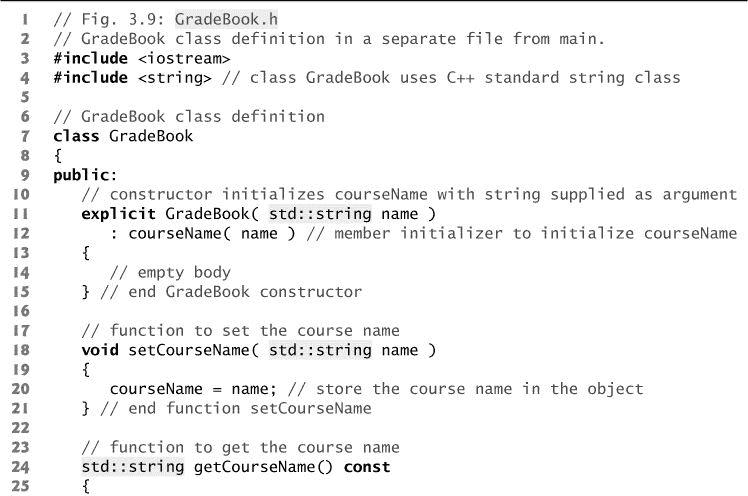 1 // Fig. 3.9: GradeBook.h
2 // GradeBook class definition in a separate file from main.
3 #include <iostream>
4 #include <string> // class GradeBook uses C++ standard string class
5
6 // GradeBook class definition
7 class GradeBook
8 {
9 public:
10    // constructor initializes courseName with string supplied as argument
11    explicit GradeBook( std::string name )
12       : courseName( name ) // member initializer to initialize courseName
13    {
14       // empty body
15    } // end GradeBook constructor
16
17    // function to set the course name
18    void setCourseName( std::string name )
19    {
20       courseName = name; // store the course name in the object
21    } // end function setCourseName
22
23    // function to get the course name
24    std::string getCourseName() const
25    {